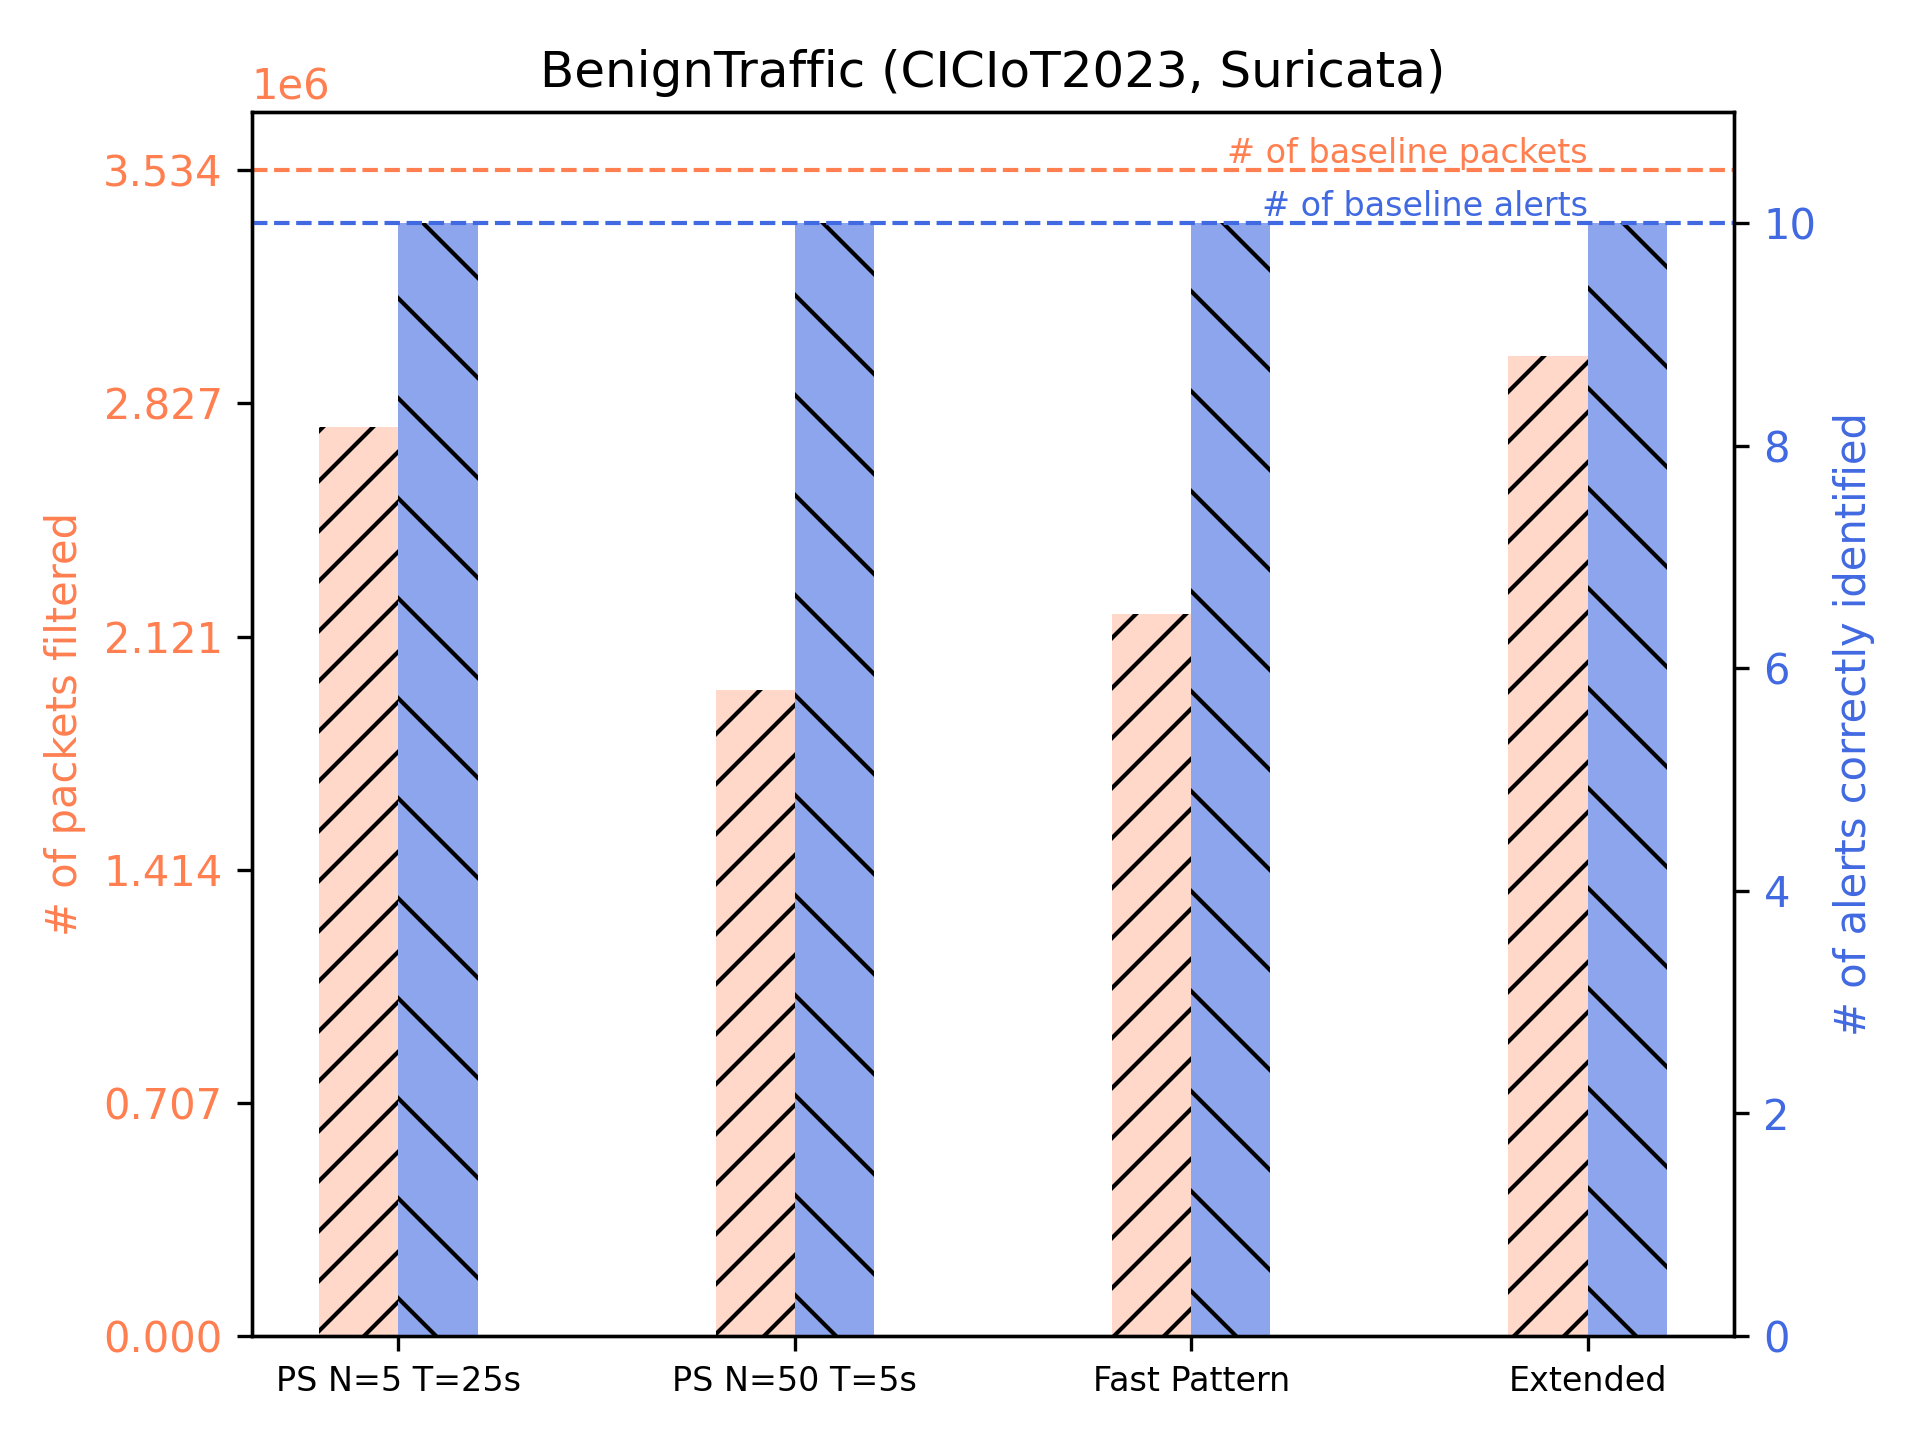 BenignTraffic (CICIoT2023, Suricata)
1e6
# of baseline packets
# of baseline alerts
3.534
2.827
2.121
1.414
0.707
0.000
# of packets filtered
10
8
6
4
2
0
# of alerts correctly identified
PS N=5 T=25s
PS N=50 T=5s
Fast Pattern
Extended